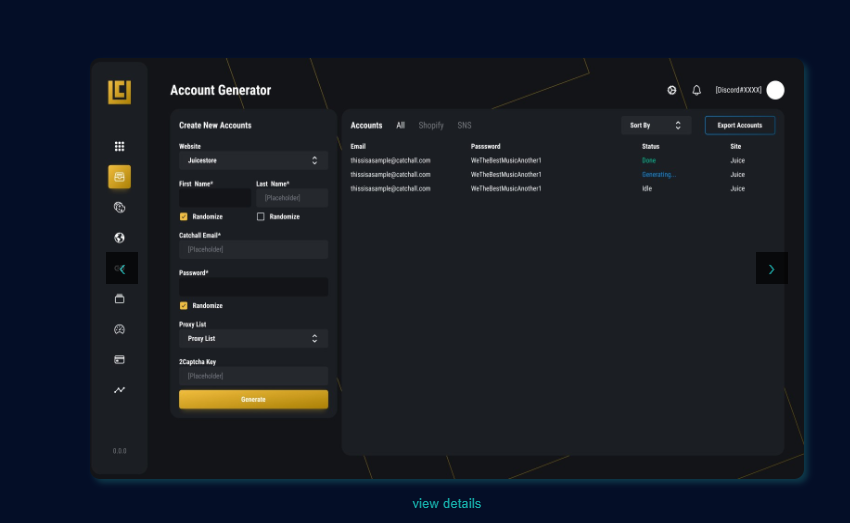 Account Generator
[Discord#XXXX]
Create New Accounts
Website
Juicestore
First Name* Last Name*
[Placeholder]
Randomize Randomize
Catchall Email*
[Placeholder]
Password*
Randomize
Proxy List
Proxy List
2Captcha Key
[Placeholder]
Generate
Accounts All Shopify SNS
Sort By
Export Accounts
Email Passsword Status Site
thissisasample@catchall.com WeTheBestMusicAnother1 Done Juice
thissisasample@catchall.com WeTheBestMusicAnother1 Generating... Juice
thissisasample@catchall.com WeTheBestMusicAnother1 Idle Juice
0.0.0
view details